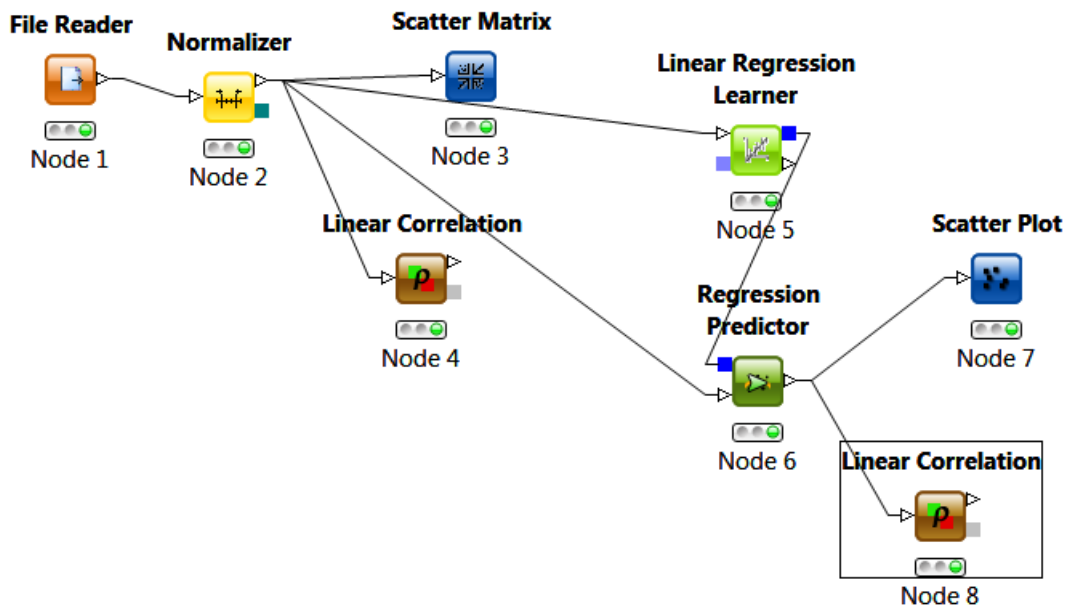 File Reader
Node 1
Normalizer
Node 2
Scatter Matrix
Node 3
Linear Correlation
ρ
Node 4
Linear Regression
Learner
Node 5
Regression
Predictor
Node 6
Scatter Plot
Node 7
Linear Correlation
ρ
Node 8